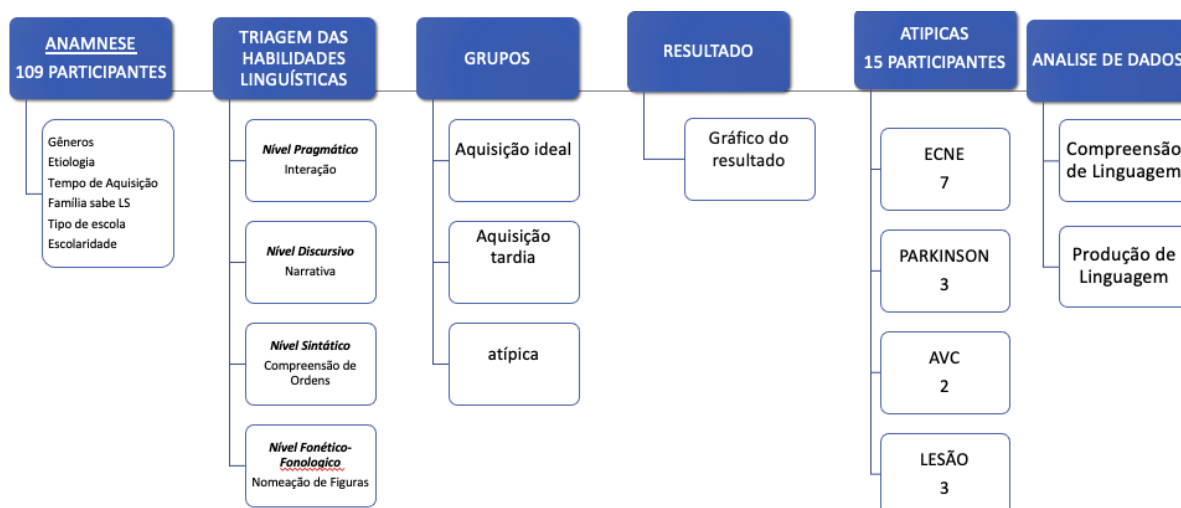 ANAMNESE
109 PARTICIPANTES
Gêneros
Etiologia
Tempo de Aquisição
Família sabe LS
Tipo de escola
Escolaridade
TRIAGEM DAS
HABILIDADES
LINGUÍSTICAS
Nível Pragmático
Interação
Nível Discursivo
Narrativa
Nível Sintático
Compreensão de
Ordens
Nível Fonético-
Fonologico
Nomeação de Figuras
GRUPOS
Aquisição ideal
Aquisição
tardia
atípica
RESULTADO
Gráfico do
resultado
ATIPICAS
15 PARTICIPANTES
ECNE
7
PARKINSON
3
AVC
2
LESÃO
3
ANALISE DE DADOS
Compreensão
de Linguagem
Produção de
Linguagem